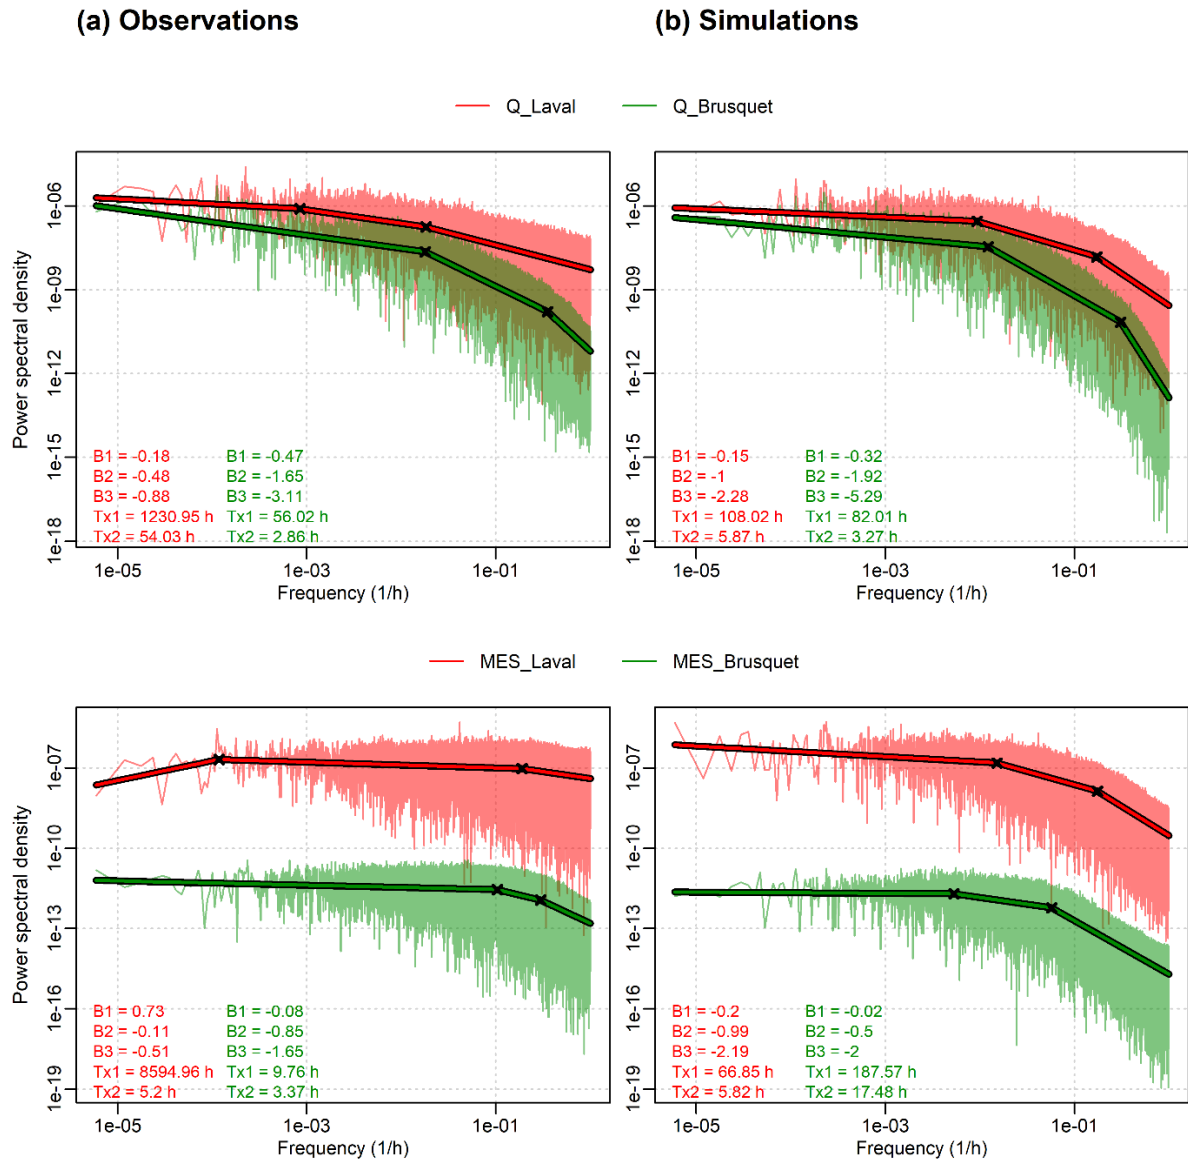 (a) Observations
(b) Simulations
Q_Laval Q_Brusquet
Power spectral density
1e-06
1e-09
1e-12
1e-15
1e-18
B1 = -0.18 B1 = -0.47
B2 = -0.48 B2 = -1.65
B3 = -0.88 B3 = -3.11
Tx1 = 1230.95 h Tx1 = 56.02 h
Tx2 = 54.03 h Tx2 = 2.86 h
1e-05 1e-03 1e-01
Frequency (1/h)
1e-06
1e-09
1e-12
1e-15
1e-18
B1 = -0.15 B1 = -0.32
B2 = -1 B2 = -1.92
B3 = -2.28 B3 = -5.29
Tx1 = 108.02 h Tx1 = 82.01 h
Tx2 = 5.87 h Tx2 = 3.27 h
1e-05 1e-03 1e-01
Frequency (1/h)
MES_Laval MES_Brusquet
Power spectral density
1e-07
1e-10
1e-13
1e-16
1e-19
B1 = 0.73 B1 = -0.08
B2 = -0.11 B2 = -0.85
B3 = -0.51 B3 = -1.65
Tx1 = 8594.96 h Tx1 = 9.76 h
Tx2 = 5.2 h Tx2 = 3.37 h
1e-05 1e-03 1e-01
Frequency (1/h)
1e-07
1e-10
1e-13
1e-16
1e-19
B1 = -0.2 B1 = -0.02
B2 = -0.99 B2 = -0.5
B3 = -2.19 B3 = -2
Tx1 = 66.85 h Tx1 = 187.57 h
Tx2 = 5.82 h Tx2 = 17.48 h
1e-05 1e-03 1e-01
Frequency (1/h)